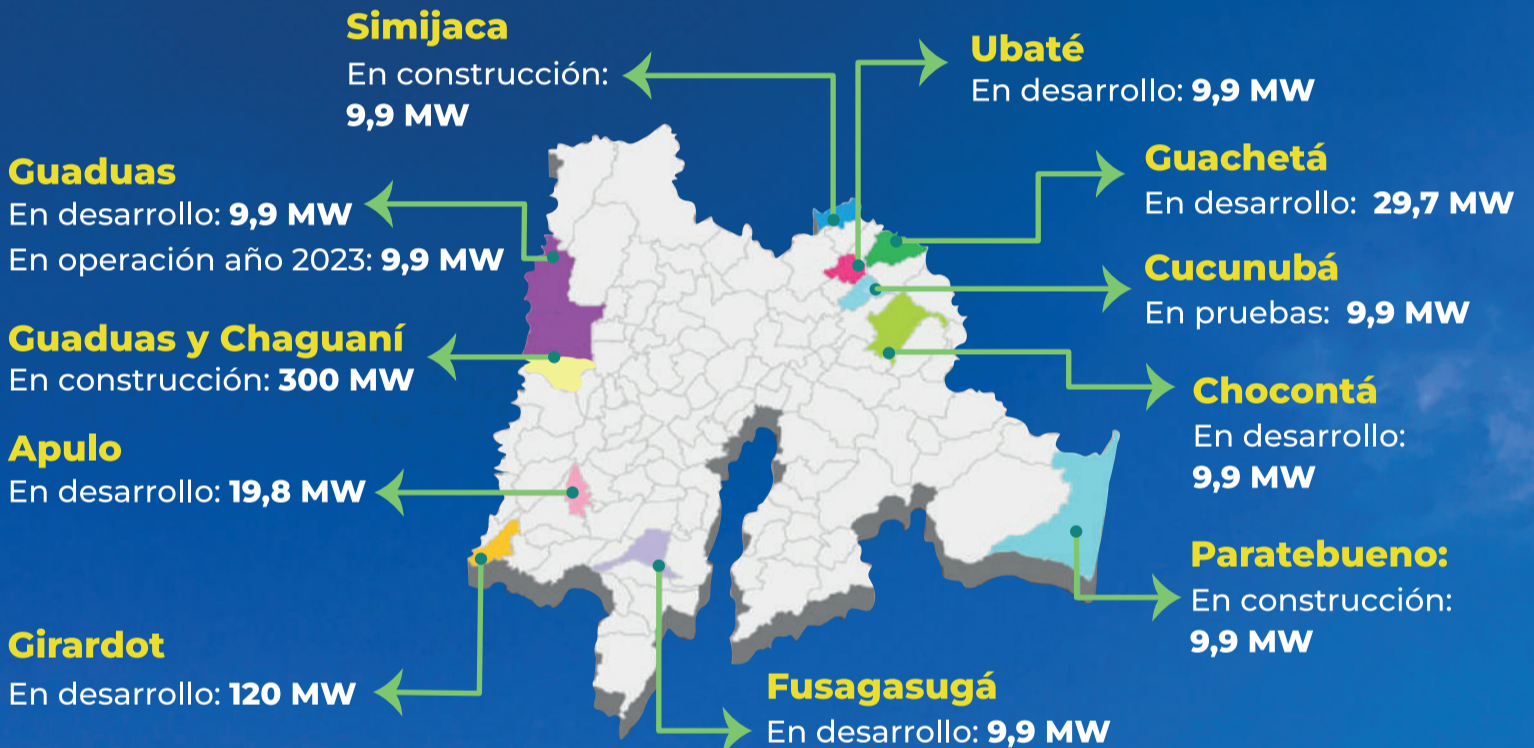 Simijaca
En construcción:
9,9 MW
Ubaté
En desarrollo: 9,9 MW
Guaduas
En desarrollo: 9,9 MW
En operación año 2023: 9,9 MW
Guachetá
En desarrollo: 29,7 MW
Cucunubá
En pruebas: 9,9 MW
Guaduas y Chaguaní
En construcción: 300 MW
Chocontá
En desarrollo:
9,9 MW
Apulo
En desarrollo: 19,8 MW
Paratebueno:
En construcción:
9,9 MW
Girardot
En desarrollo: 120 MW
Fusagasugá
En desarrollo: 9,9 MW